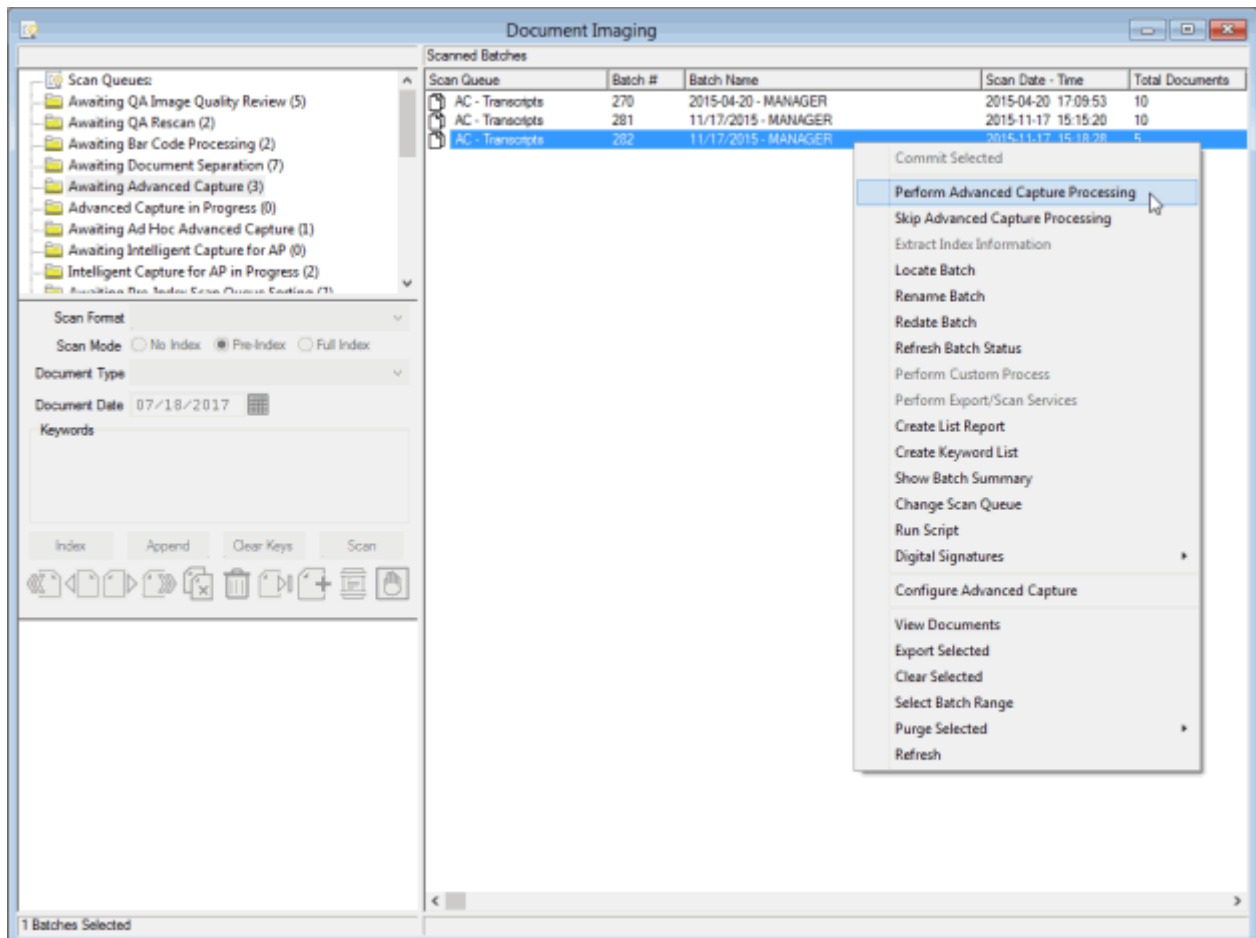 Document Imaging
Scanned Batches
Scan Queues:
Awaiting QA Image Quality Review (5)
Awaiting QA Rescan (2)
Awaiting Bar Code Processing (2)
Awaiting Document Separation (7)
Awaiting Advanced Capture (3)
Advanced Capture in Progress (0)
Awaiting Ad Hoc Advanced Capture (1)
Awaiting Intelligent Capture for AP (0)
Intelligent Capture for AP in Progress (2)
Scan Queue Batch # Batch Name Scan Date - Time Total Documents
AC - Transcripts 270 2015-04-20 - MANAGER 2015-04-20 17:09:53 10
AC - Transcripts 281 11/17/2015 - MANAGER 2015-11-17 15:15:20 10
AC - Transcripts 282 11/17/2015 - MANAGER 2015-11-17 15:18:28 5
Commit Selected
Perform Advanced Capture Processing
Skip Advanced Capture Processing
Extract Index Information
Locate Batch
Rename Batch
Redate Batch
Refresh Batch Status
Perform Custom Process
Perform Export/Scan Services
Create List Report
Create Keyword List
Show Batch Summary
Change Scan Queue
Run Script
Digital Signatures
Configure Advanced Capture
View Documents
Export Selected
Clear Selected
Select Batch Range
Purge Selected
Refresh
Scan Format
Scan Mode No Index Pre-Index Full Index
Document Type
Document Date 07/18/2017
Keywords
Index Append Clear Keys Scan
1 Batches Selected